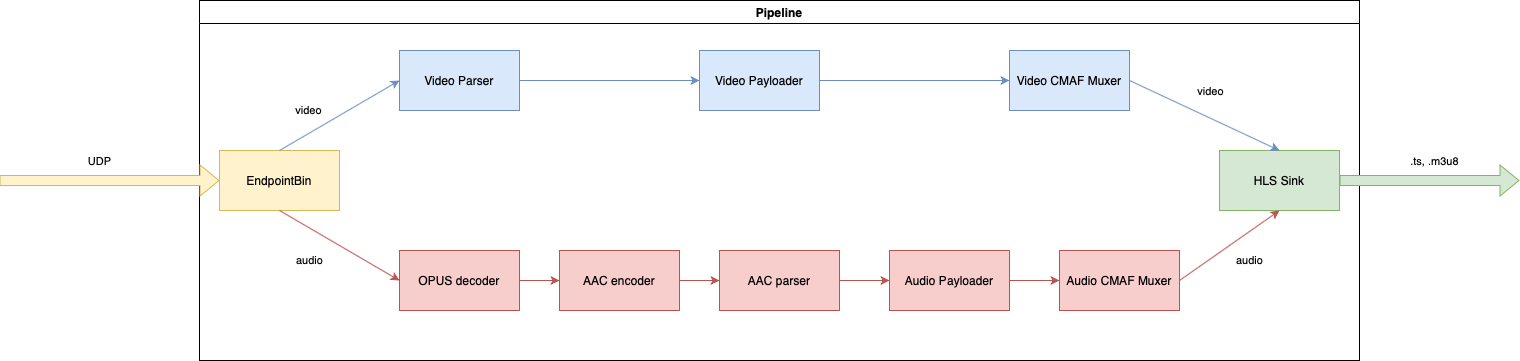 Pipeline
Video Parser
Video Payloader
Video CMAF Muxer
video
video
UDP
EndpointBin
HLS Sink
.ts, .m3u8
audio
audio
OPUS decoder
AAC encoder
AAC parser
Audio Payloader
Audio CMAF Muxer